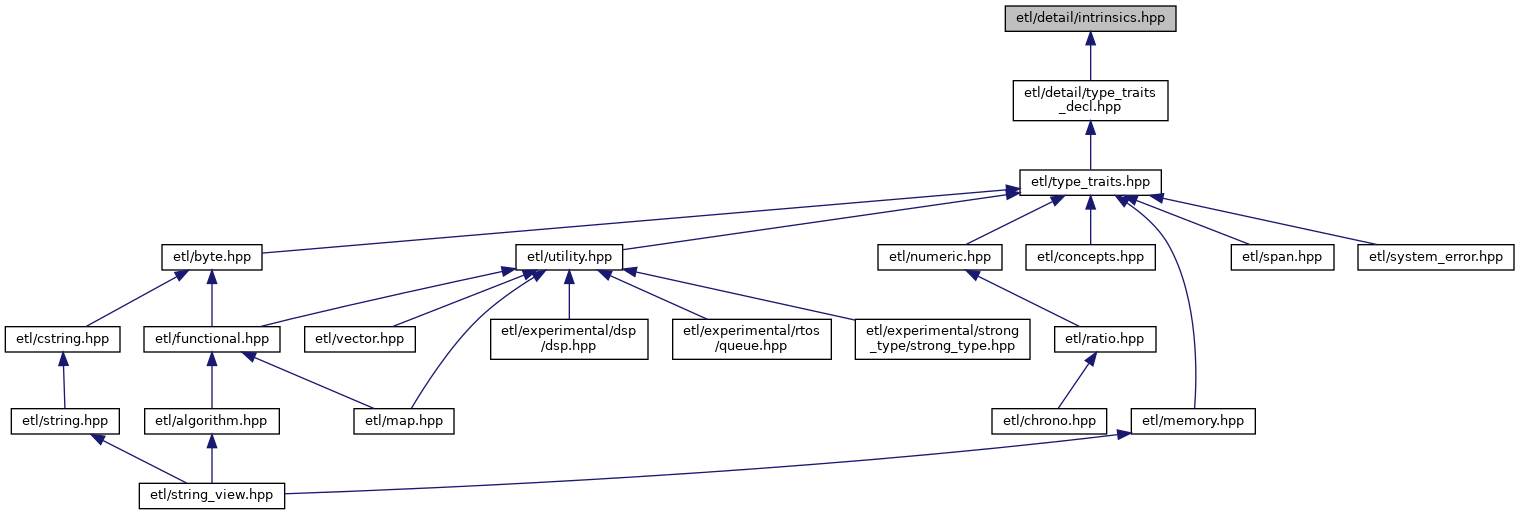 etl/detail/intrinsics.hpp
etl/detail/type_traits
_decl.hpp
etl/type_traits.hpp
etl/byte.hpp
etl/utility.hpp
etl/numeric.hpp
etl/concepts.hpp
etl/span.hpp
etl/system_error.hpp
etl/cstring.hpp
etl/functional.hpp
etl/vector.hpp
etl/experimental/dsp
/dsp.hpp
etl/experimental/rtos
/queue.hpp
etl/experimental/strong
_type/strong_type.hpp
etl/ratio.hpp
etl/string.hpp
etl/algorithm.hpp
etl/map.hpp
etl/chrono.hpp
etl/memory.hpp
etl/string_view.hpp